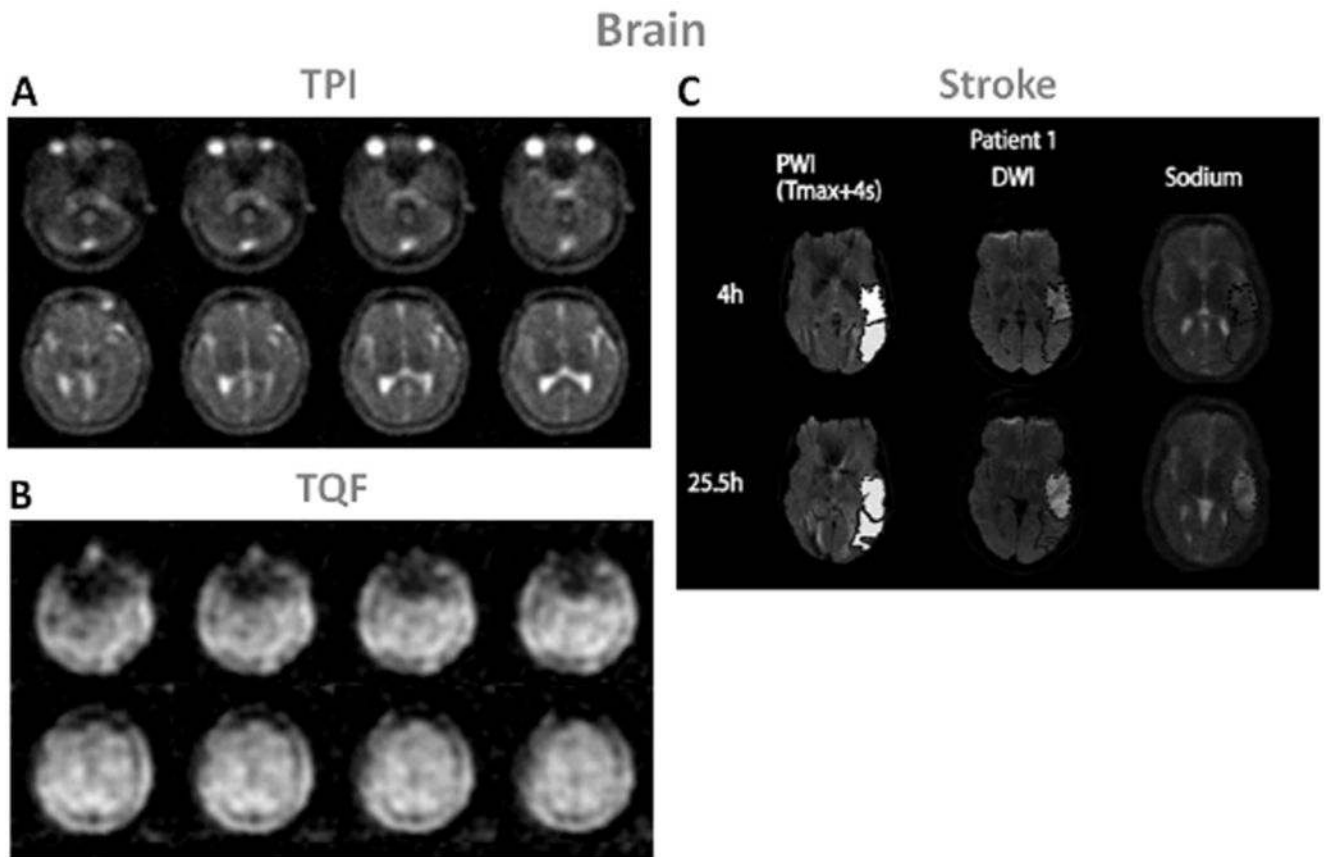 Brain
A
TPI
B
TQF
C
Stroke
Patient 1
PWI
(Tmax+4s)
DWI
Sodium
4h
25.5h